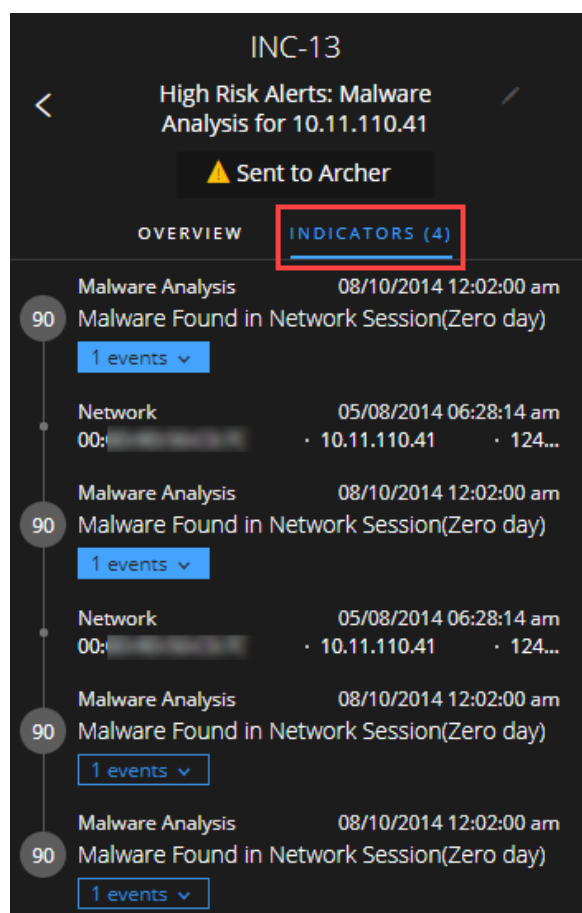 INC-13
High Risk Alerts: Malware
Analysis for 10.11.110.41
Sent to Archer
OVERVIEW INDICATORS (4)
Malware Analysis 08/10/2014 12:02:00 am
90 Malware Found in Network Session(Zero day)
1 events
Network 05/08/2014 06:28:14 am
00: · 10.11.110.41 · 124...
Malware Analysis 08/10/2014 12:02:00 am
90 Malware Found in Network Session(Zero day)
1 events
Network 05/08/2014 06:28:14 am
00: · 10.11.110.41 · 124...
Malware Analysis 08/10/2014 12:02:00 am
90 Malware Found in Network Session(Zero day)
1 events
Malware Analysis 08/10/2014 12:02:00 am
90 Malware Found in Network Session(Zero day)
1 events